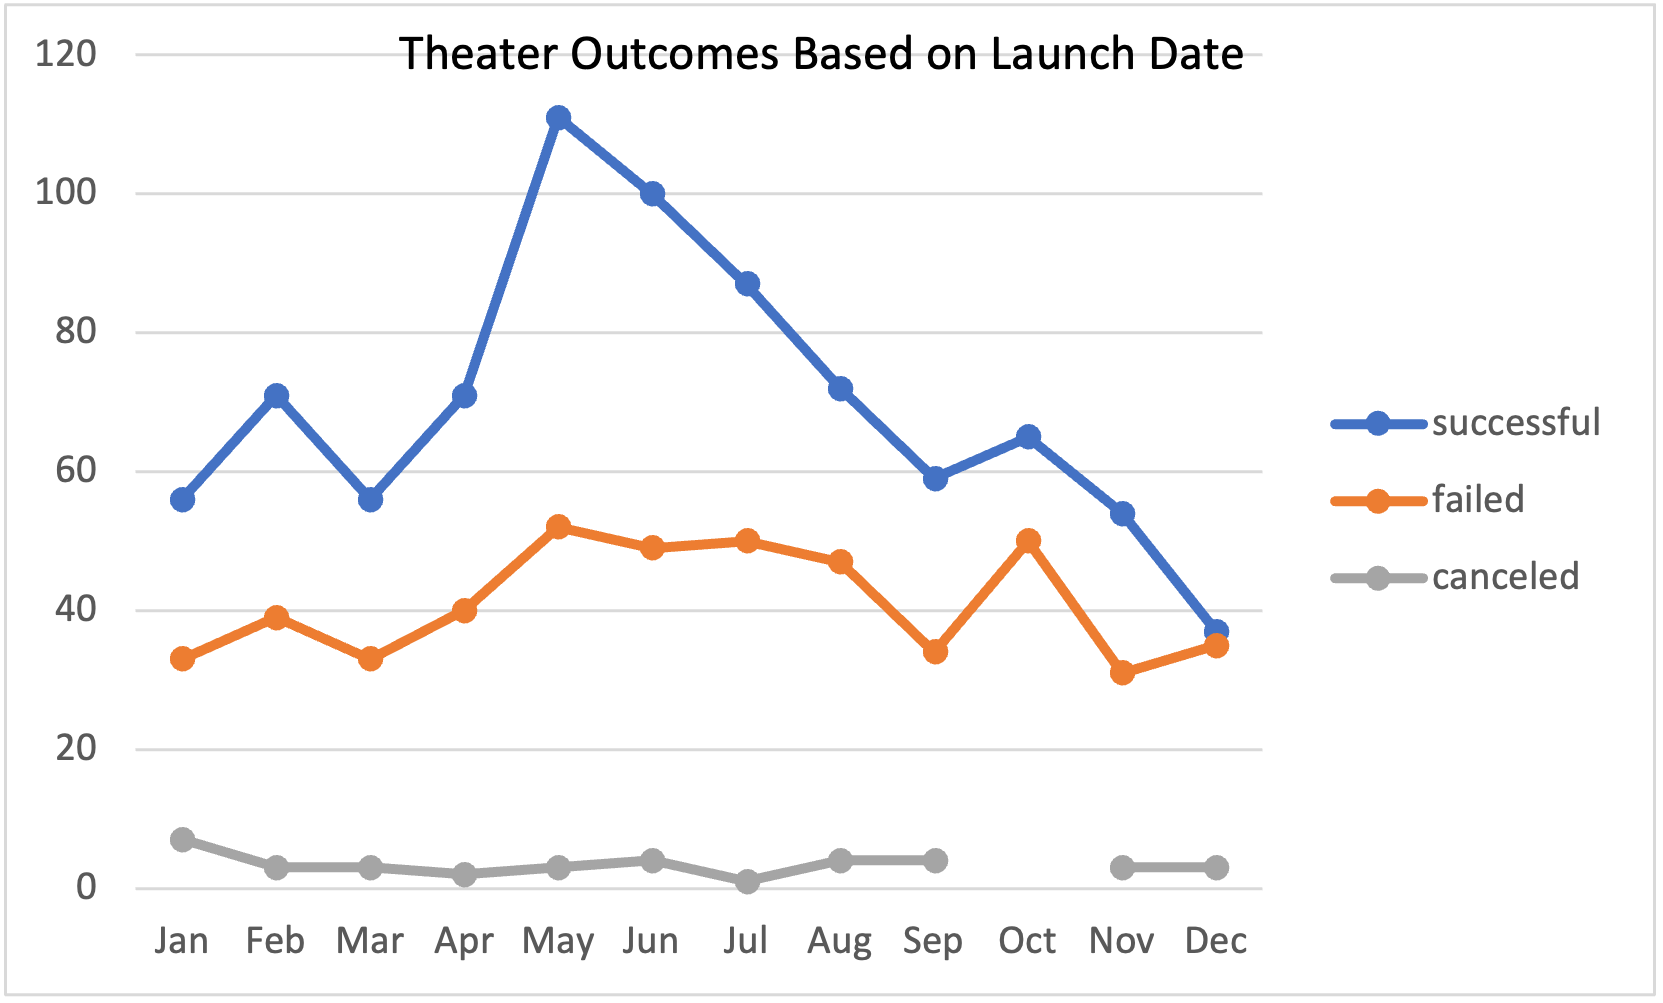 Theater Outcomes Based on Launch Date
120
100
80
60
40
20
0
Jan Feb Mar Apr May Jun Jul Aug Sep Oct Nov Dec
successful
failed
canceled